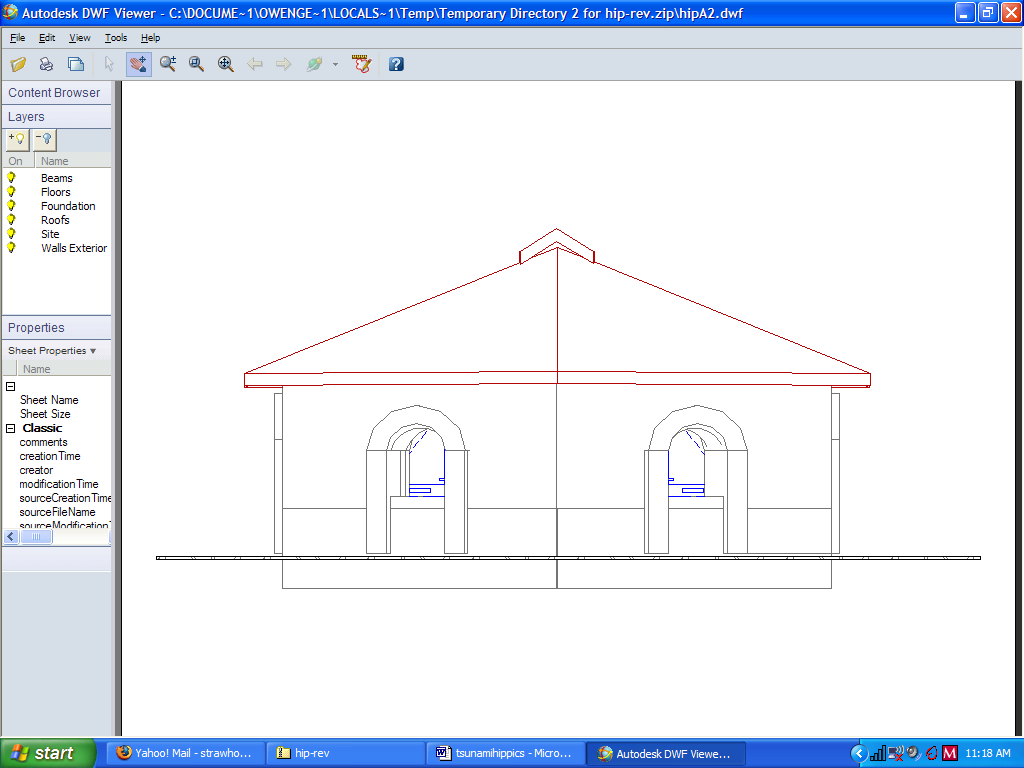 Autodesk DWF Viewer - C:\DOCUME~1\OWENGE~1\LOCALS~1\Temp\Temporary Directory 2 for hip-rev.zip\hipA2.dwf
File Edit View Tools Help
Content Browser
Layers
On Name
Beams
Floors
Foundation
Roofs
Site
Walls Exterior
Properties
Sheet Properties
Name
Sheet Name
Sheet Size
Classic
comments
creationTime
creator
modificationTime
sourceCreationTime
sourceFileName
sourceModificationT
start Yahoo! Mail - strawho... hip-rev tsunamihippics - Micro... Autodesk DWF Viewe... 11:18 AM